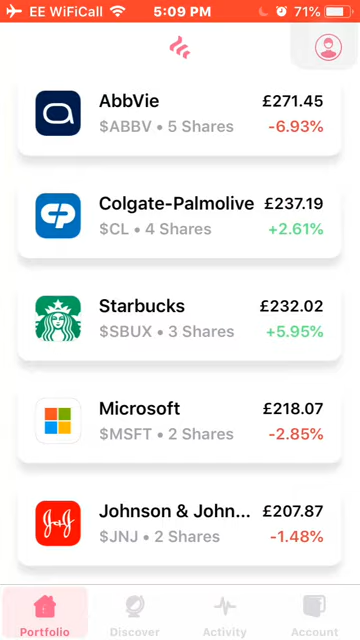 EE WiFiCall 5:09 PM 71%
AbbVie £271.45
$ABBV • 5 Shares -6.93%
Colgate-Palmolive £237.19
$CL • 4 Shares +2.61%
Starbucks £232.02
$SBUX • 3 Shares +5.95%
Microsoft £218.07
$MSFT • 2 Shares -2.85%
J&J Johnson & John... £207.87
$JNJ • 2 Shares -1.48%
Portfolio Discover Activity Account